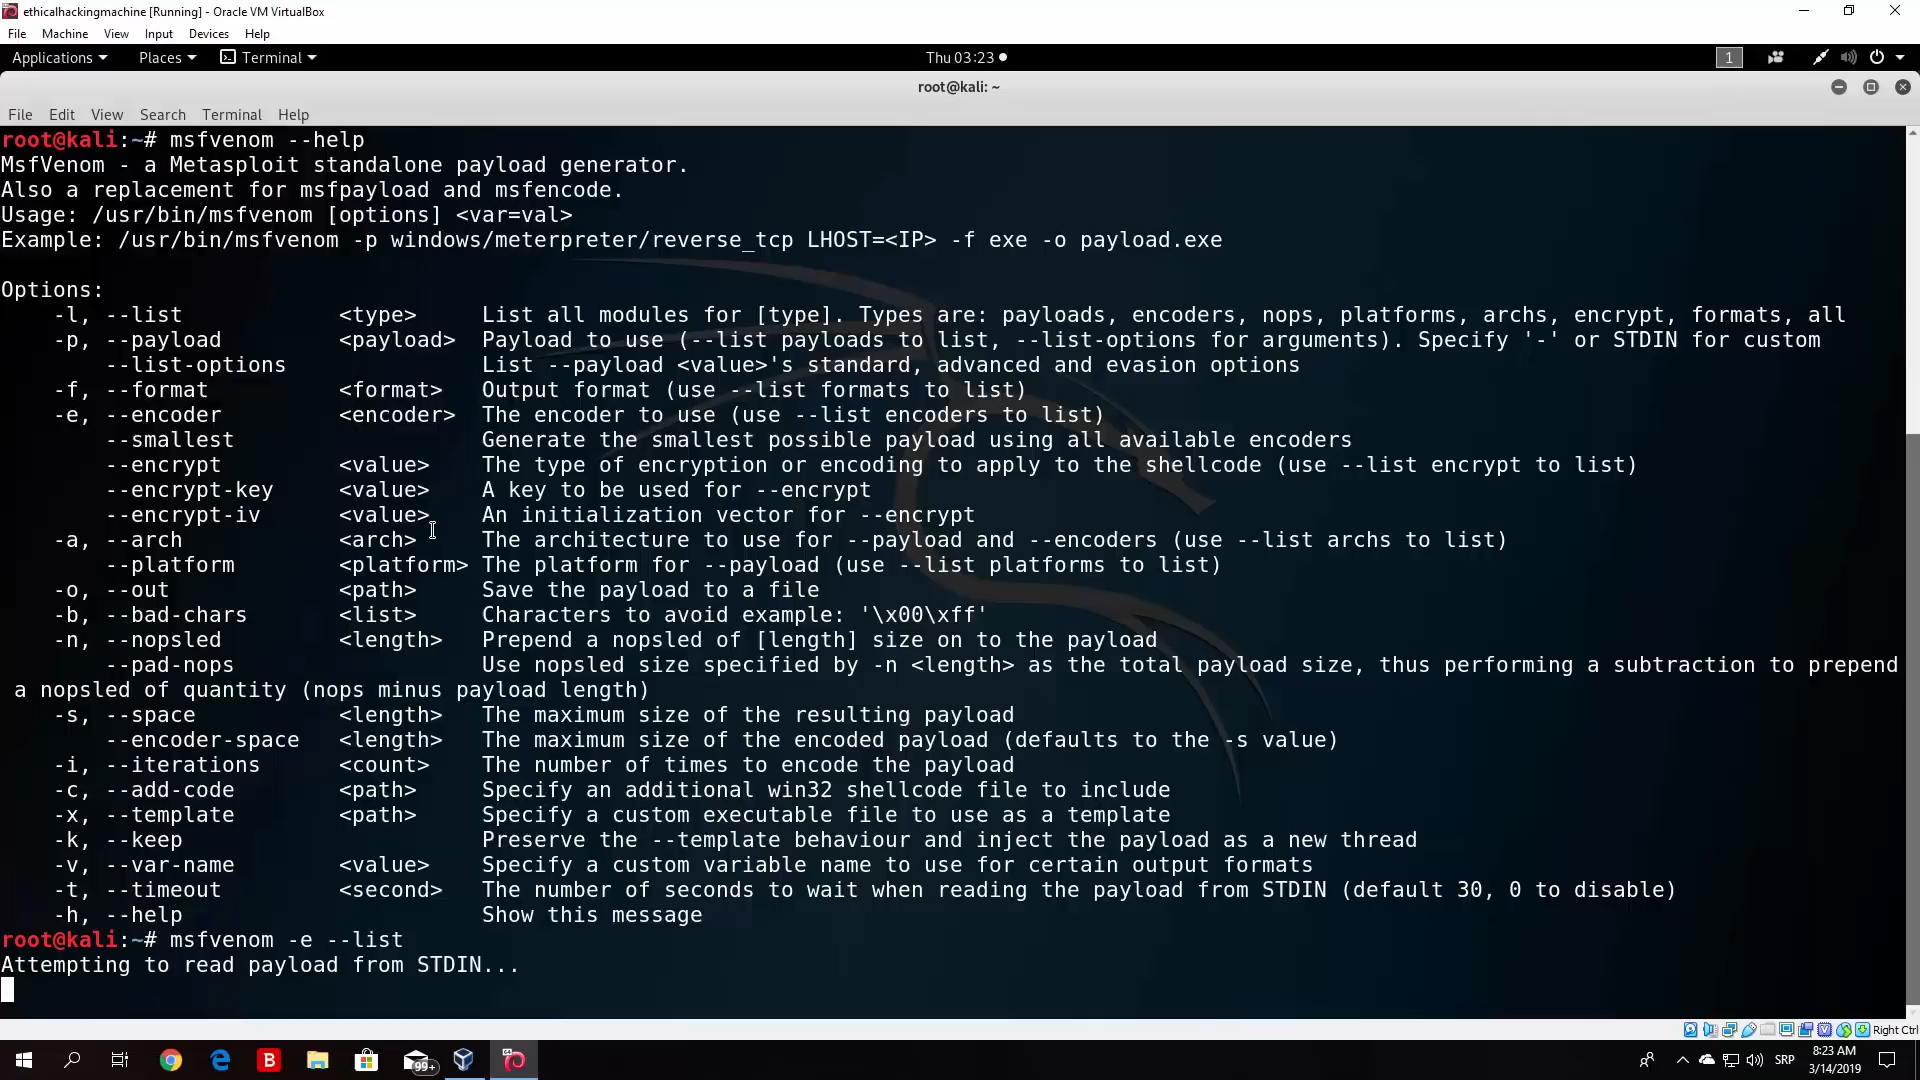 ethicalhackingmachine [Running] - Oracle VM VirtualBox
File Machine View Input Devices Help
Applications Places Terminal Thu 03:23 1
root@kali: ~
File Edit View Search Terminal Help
root@kali:~# msfvenom --help
MsfVenom - a Metasploit standalone payload generator.
Also a replacement for msfpayload and msfencode.
Usage: /usr/bin/msfvenom [options] <var=val>
Example: /usr/bin/msfvenom -p windows/meterpreter/reverse_tcp LHOST=<IP> -f exe -o payload.exe
Options:
-l, --list <type> List all modules for [type]. Types are: payloads, encoders, nops, platforms, archs, encrypt, formats, all
-p, --payload <payload> Payload to use (--list payloads to list, --list-options for arguments). Specify '-' or STDIN for custom
--list-options List --payload <value>'s standard, advanced and evasion options
-f, --format <format> Output format (use --list formats to list)
-e, --encoder <encoder> The encoder to use (use --list encoders to list)
--smallest Generate the smallest possible payload using all available encoders
--encrypt <value> The type of encryption or encoding to apply to the shellcode (use --list encrypt to list)
--encrypt-key <value> A key to be used for --encrypt
--encrypt-iv <value> An initialization vector for --encrypt
-a, --arch <arch> The architecture to use for --payload and --encoders (use --list archs to list)
--platform <platform> The platform for --payload (use --list platforms to list)
-o, --out <path> Save the payload to a file
-b, --bad-chars <list> Characters to avoid example: '\x00\xff'
-n, --nopsled <length> Prepend a nopsled of [length] size on to the payload
--pad-nops Use nopsled size specified by -n <length> as the total payload size, thus performing a subtraction to prepend
a nopsled of quantity (nops minus payload length)
-s, --space <length> The maximum size of the resulting payload
--encoder-space <length> The maximum size of the encoded payload (defaults to the -s value)
-i, --iterations <count> The number of times to encode the payload
-c, --add-code <path> Specify an additional win32 shellcode file to include
-x, --template <path> Specify a custom executable file to use as a template
-k, --keep Preserve the --template behaviour and inject the payload as a new thread
-v, --var-name <value> Specify a custom variable name to use for certain output formats
-t, --timeout <second> The number of seconds to wait when reading the payload from STDIN (default 30, 0 to disable)
-h, --help Show this message
root@kali:~# msfvenom -e --list
Attempting to read payload from STDIN...
Right Ctrl
B 99+ SRP 8:23 AM
3/14/2019